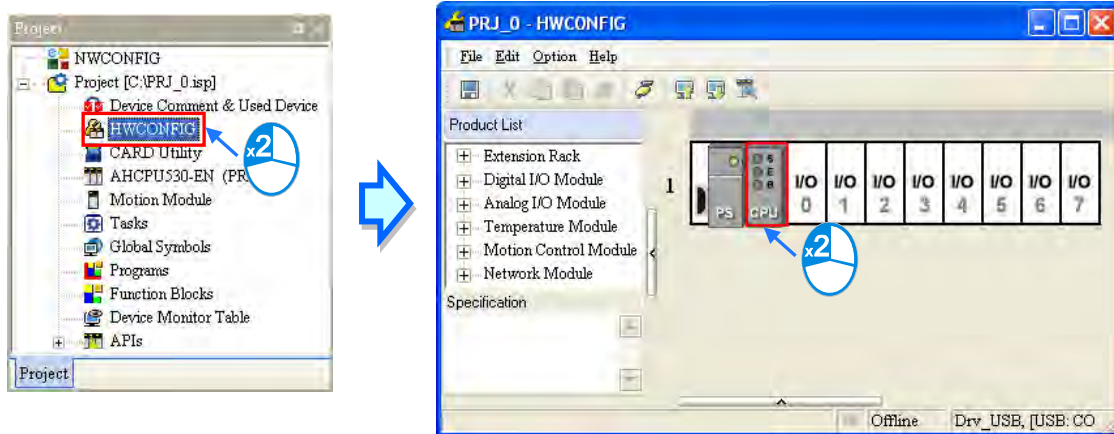 Project
NWCONFIG
Project [C:\PRJ_0.isp]
Device Comment & Used Device
HWCONFIG
CARD Utility
AHCPU530-EN (PR
Motion Module
Tasks
Global Symbols
Programs
Function Blocks
Device Monitor Table
APIs
Project
x2
PRJ_0 - HWCONFIG
File Edit Option Help
Product List
Extension Rack
Digital I/O Module
Analog I/O Module
Temperature Module
Motion Control Module
Network Module
Specification
1
PS
CPU
I/O I/O I/O I/O I/O I/O I/O I/O
0 1 2 3 4 5 6 7
x2
Offline Drv_USB, [USB: CO